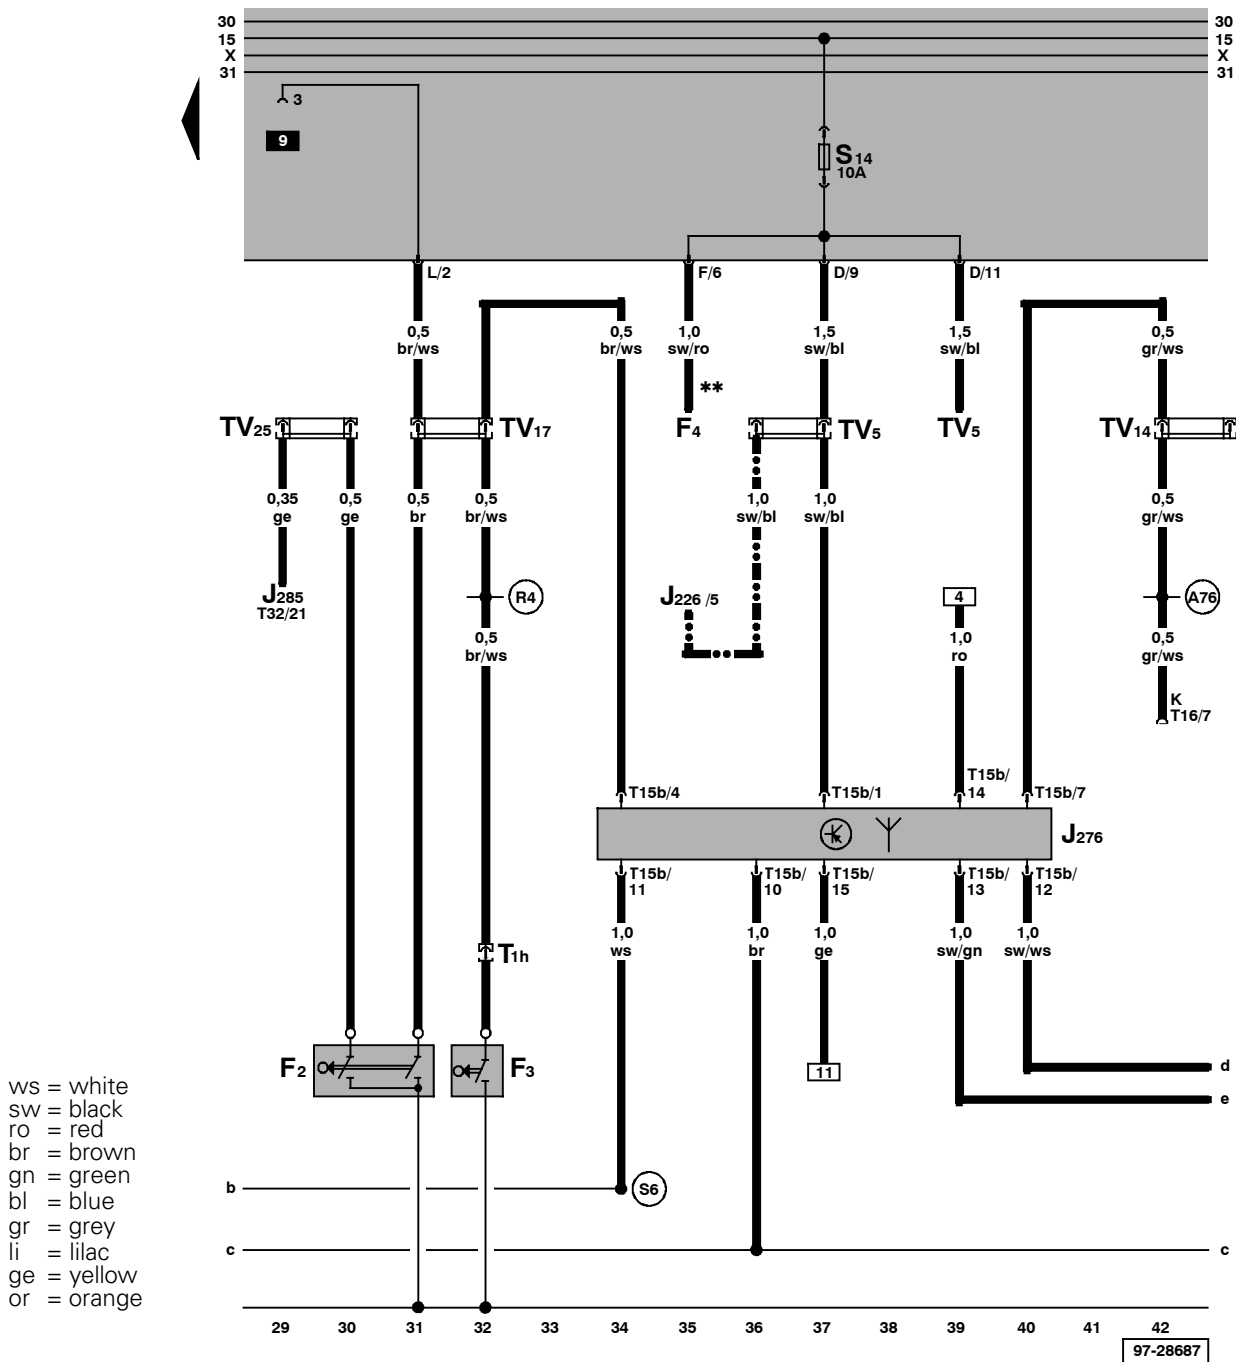 30 30
15 15
X X
31 31
3
9
S14
10A
L/2 F/6 D/9 D/11
0,5 0,5 1,0 1,5 1,5 0,5
br/ws br/ws sw/ro sw/bl sw/bl gr/ws
**
TV25 TV17 F4 TV5 TV5 TV14
0,35 0,5 0,5 0,5 1,0 1,0 0,5
ge ge br br/ws sw/bl sw/bl gr/ws
J285 R4 J226 /5 4 A76
T32/21
0,5 1,0 0,5
br/ws ro gr/ws
K
T16/7
T15b/4 T15b/1 T15b/ T15b/7
14
J276
T15b/ T15b/ T15b/ T15b/ T15b/
11 10 15 13 12
1,0 1,0 1,0 1,0 1,0
ws br ge sw/gn sw/ws
T1h
F2 F3 11 d
e
ws = white
sw = black
ro = red
br = brown
gn = green
bl = blue
gr = grey
li = lilac
ge = yellow
or = orange
b S6
c c
29 30 31 32 33 34 35 36 37 38 39 40 41 42
97-28687